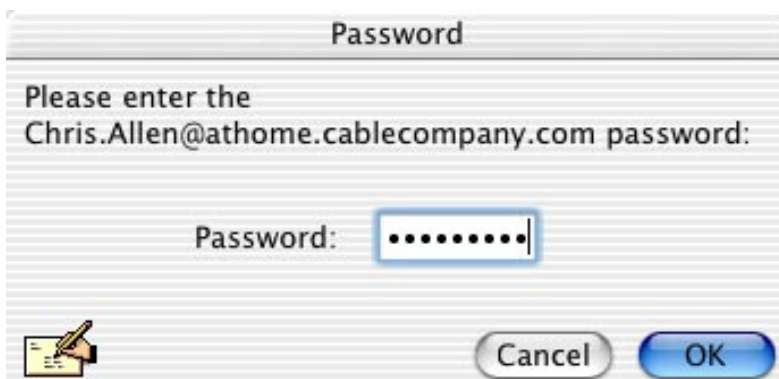 Password
Please enter the
Chris.Allen@athome.cablecompany.com password:
Password: •••••••••
Cancel OK